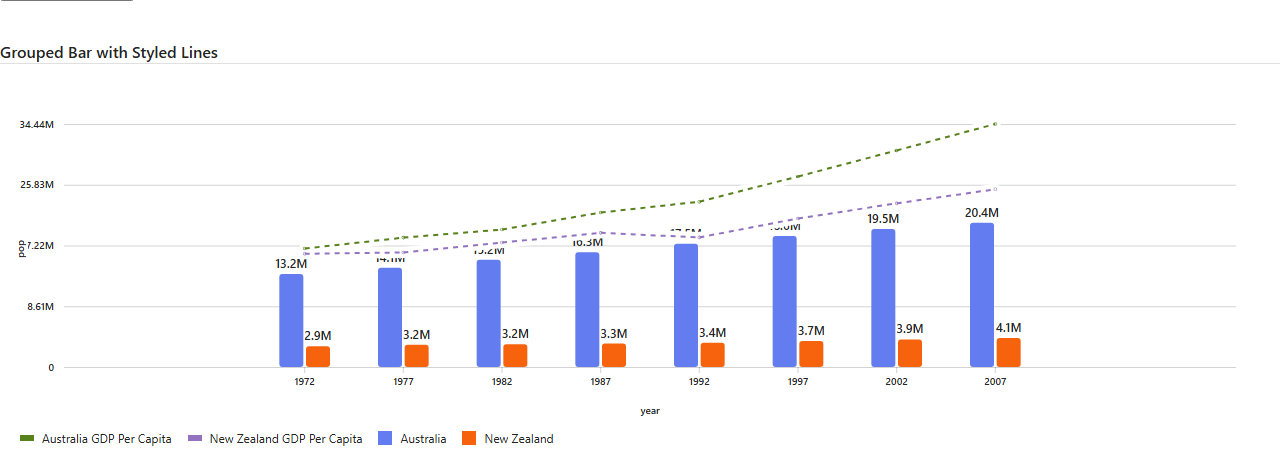 Grouped Bar with Styled Lines
34.44M
25.83M
20.4M
19.5M
pop
16.3M
13.2M
8.61M
2.9M 3.2M 3.2M 3.3M 3.4M 3.7M 3.9M 4.1M
0
1972 1977 1982 1987 1992 1997 2002 2007
year
Australia GDP Per Capita New Zealand GDP Per Capita Australia New Zealand